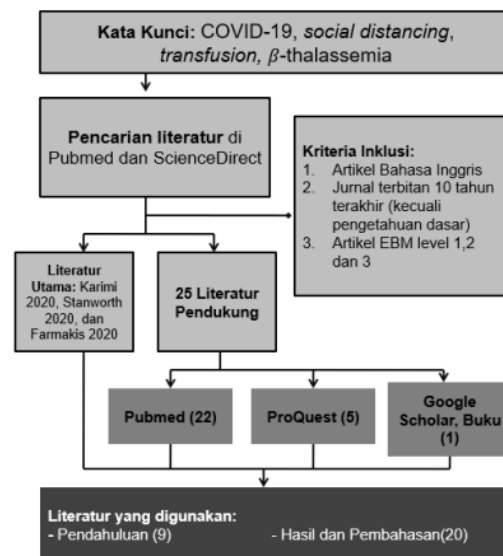 Kata Kunci: COVID-19, social distancing,
transfusion, β-thalassemia
Pencarian literatur di
Pubmed dan ScienceDirect
Kriteria Inklusi:
1. Artikel Bahasa Inggris
2. Jurnal terbitan 10 tahun
terakhir (kecuali
pengetahuan dasar)
3. Artikel EBM level 1,2
dan 3
Literatur
Utama: Karimi
2020, Stanworth
2020, dan
Farmakis 2020
25 Literatur
Pendukung
Pubmed (22)
ProQuest (5)
Google
Scholar, Buku
(1)
Literatur yang digunakan:
- Pendahuluan (9) - Hasil dan Pembahasan(20)